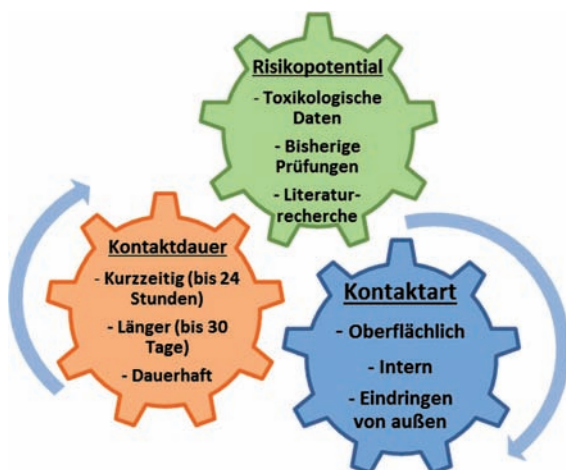 Risikopotential
- Toxikologische
Daten
- Bisherige
Prüfungen
- Literatur-
recherche
Kontaktdauer
- Kurzzeitig (bis 24
Stunden)
- Länger (bis 30
Tage)
- Dauerhaft
Kontaktart
- Oberflächlich
- Intern
- Eindringen
von außen